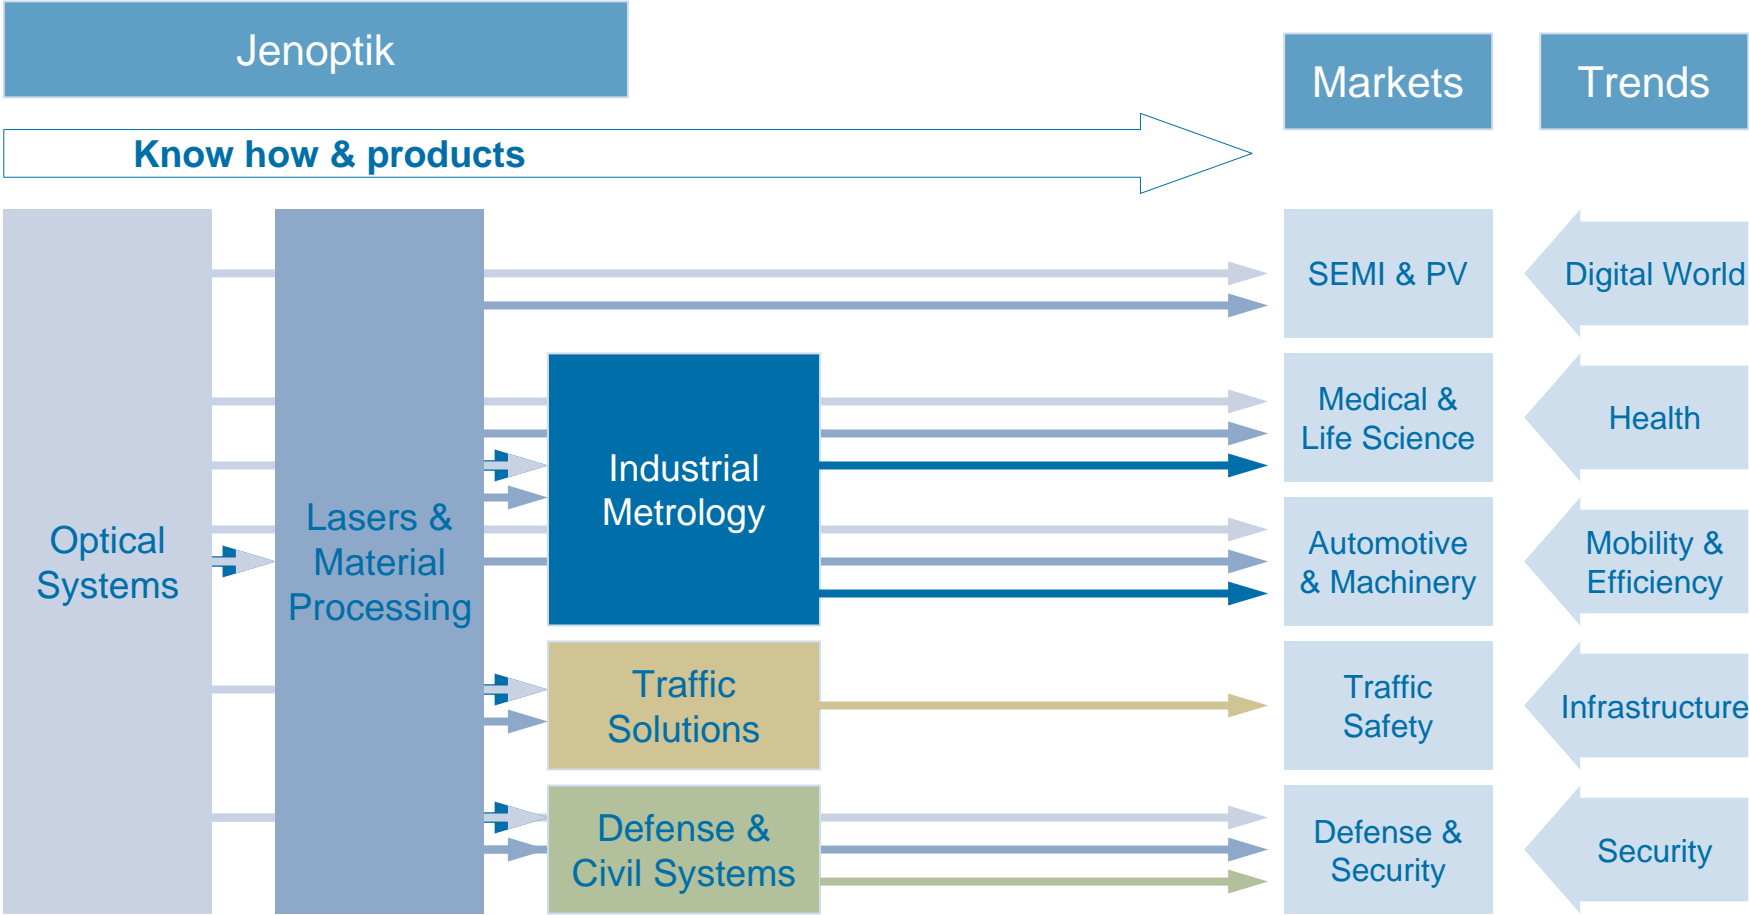 Jenoptik
Markets
Trends
Know how & products
Optical
Systems
Lasers &
Material
Processing
Industrial
Metrology
Traffic
Solutions
Defense &
Civil Systems
SEMI & PV
Medical &
Life Science
Automotive
& Machinery
Traffic
Safety
Defense &
Security
Digital World
Health
Mobility &
Efficiency
Infrastructure
Security